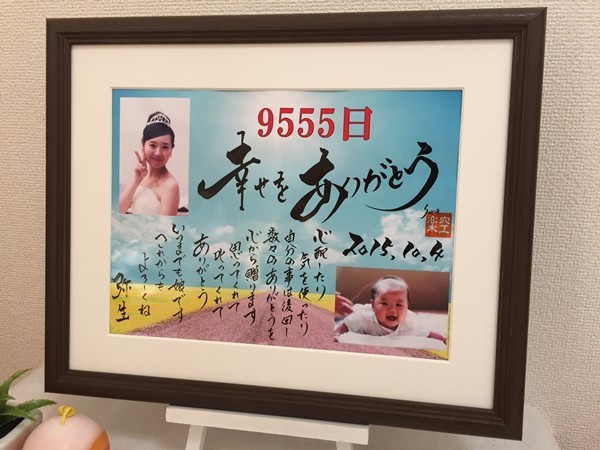 9555日
幸せを ありがとう
2015.10.4
心配したり
気を使ったり
自分の事は後回し
数々のありがとうを
心から贈ります
思ってくれて
叱ってくれて
ありがとう
いつまでも娘です
これからも
よろしくね
弥生